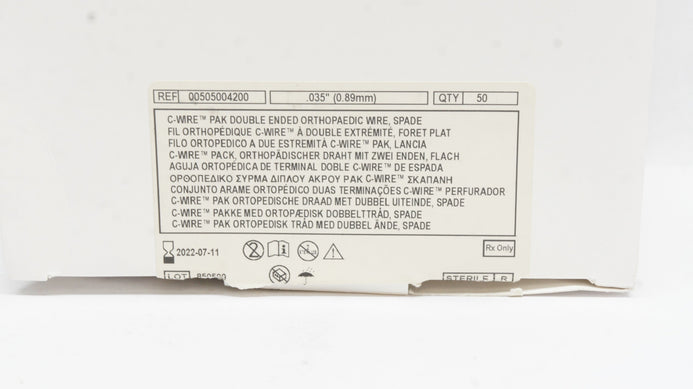 REF 00505004200 .035" (0.89mm) QTY 50
C-WIRE™ PAK DOUBLE ENDED ORTHOPAEDIC WIRE, SPADE
FIL ORTHOPÉDIQUE C-WIRE™ À DOUBLE EXTRÉMITÉ, FORET PLAT
FILO ORTOPEDICO A DUE ESTREMITÀ C-WIRE™ PAK, LANCIA
C-WIRE™ PACK, ORTHOPÄDISCHER DRAHT MIT ZWEI ENDEN, FLACH
AGUJA ORTOPÉDICA DE TERMINAL DOBLE C-WIRE™ DE ESPADA
ΟΡΘΟΠΕΔΙΚΟ ΣΥΡΜΑ ΔΙΠΛΟΥ ΑΚΡΟΥ PAK C-WIRE™ ΣΚΑΠΑΝΗ
CONJUNTO ARAME ORTOPÉDICO DUAS TERMINAÇÕES C-WIRE™ PERFURADOR
C-WIRE™ PAK ORTOPEDISCHE DRAAD MET DUBBEL UITEINDE, SPADE
C-WIRE™ PAKKE MED ORTOPÆDISK DOBBELTTRÅD, SPADE
C-WIRE™ PAK ORTOPEDISK TRÅD MED DUBBEL ÄNDE, SPADE
2022-07-11 2 i Rx Only
LOT 850500 STERILE R